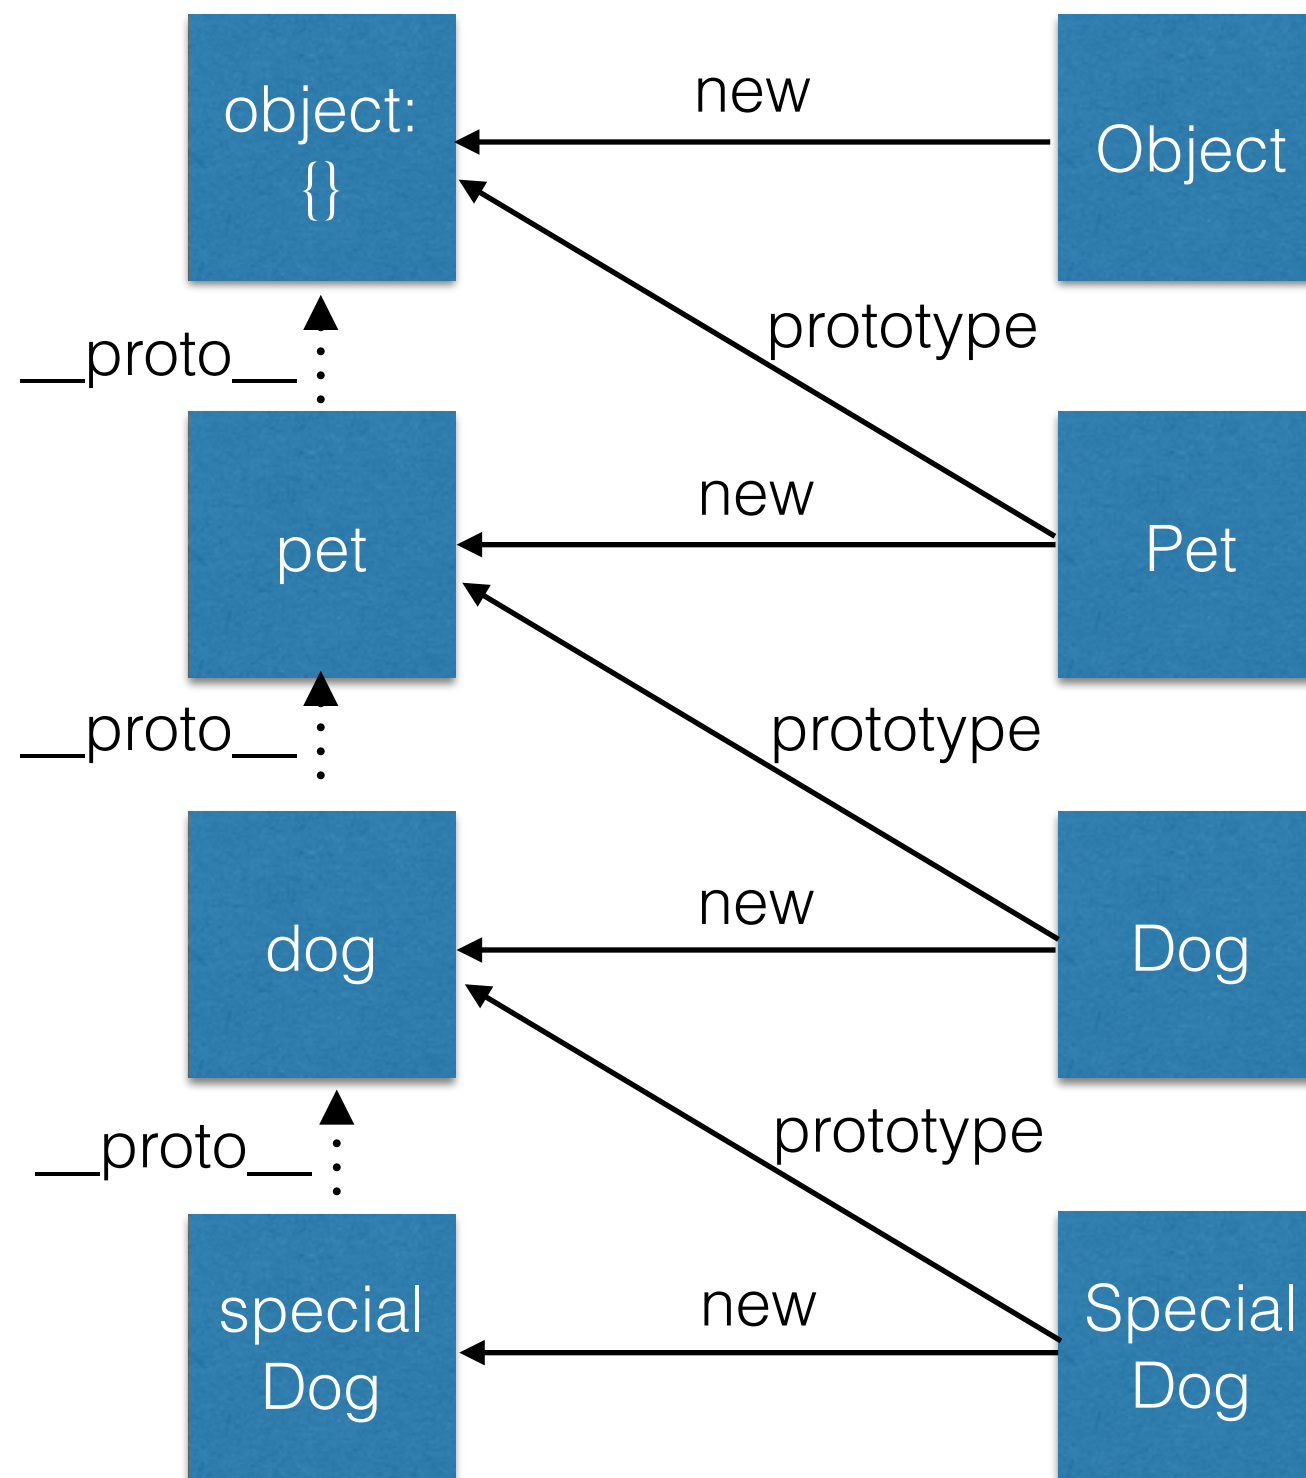 object:
{}
new
Object
__proto__
prototype
pet
new
Pet
__proto__
prototype
dog
new
Dog
__proto__
prototype
special
Dog
new
Special
Dog